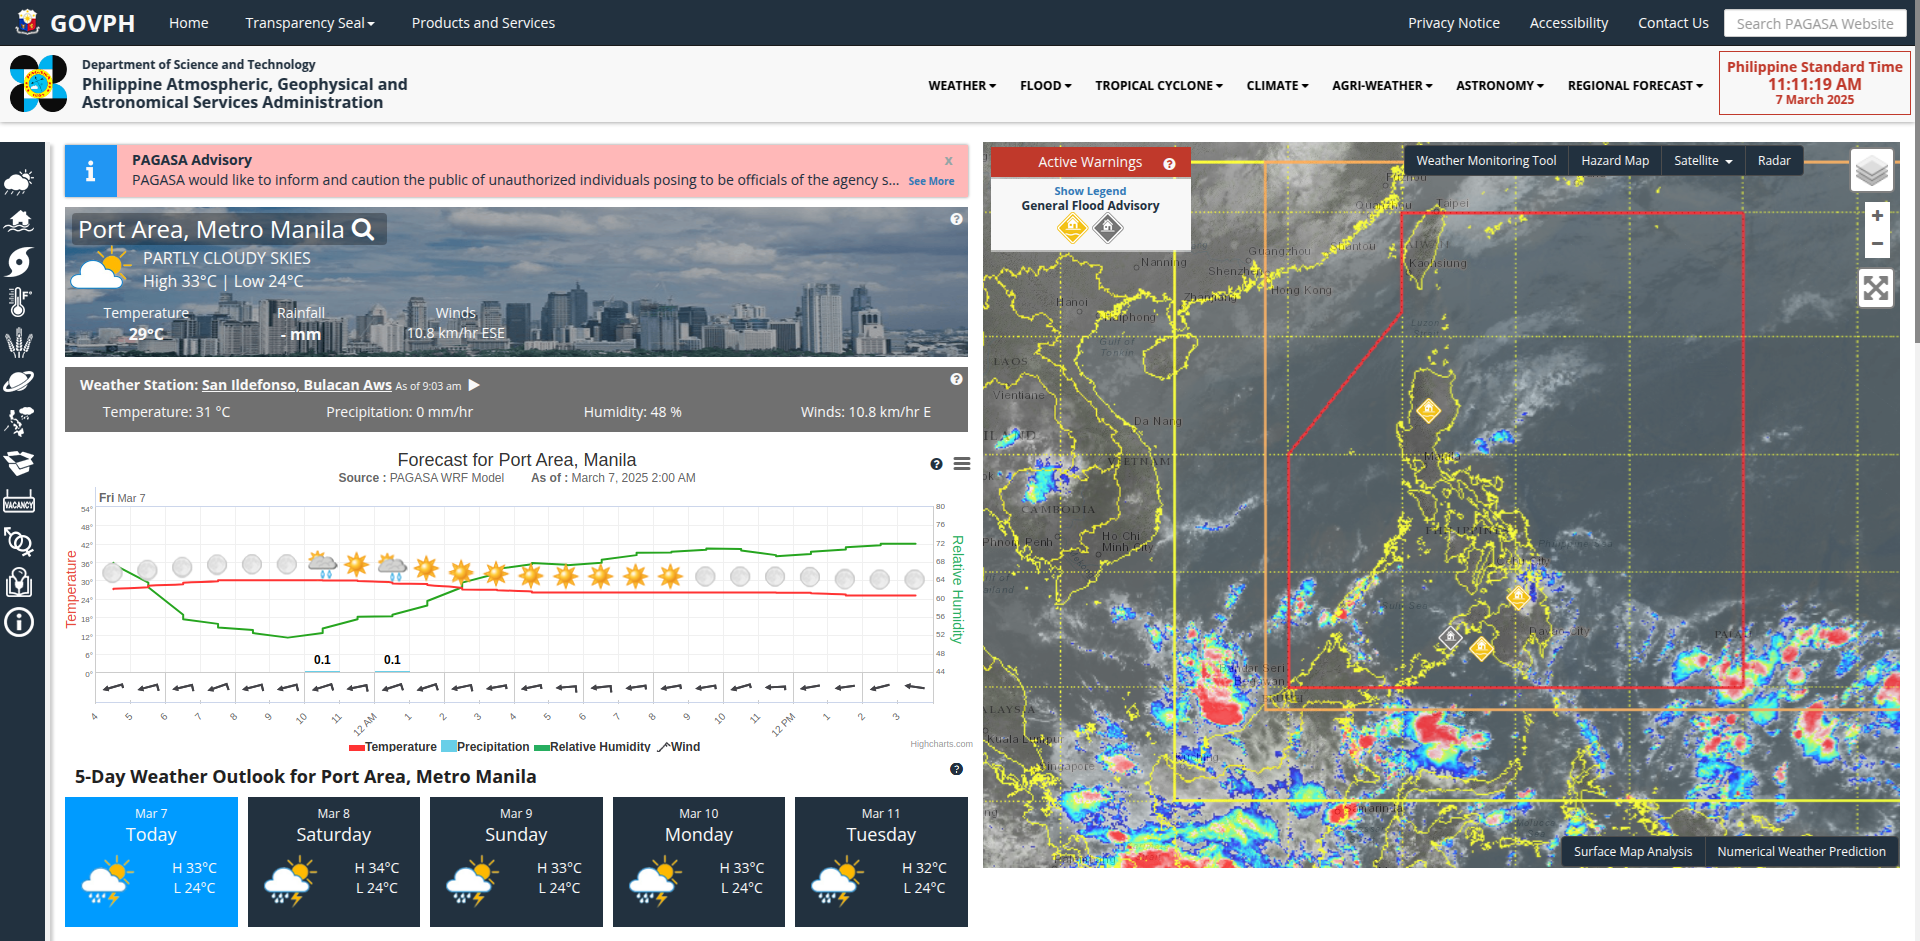 GOVPH
Home
Transparency Seal
Products and Services
Privacy Notice
Accessibility
Contact Us
Search PAGASA Website
Department of Science and Technology
Philippine Atmospheric, Geophysical and
Astronomical Services Administration
WEATHER
FLOOD
TROPICAL CYCLONE
CLIMATE
AGRI-WEATHER
ASTRONOMY
REGIONAL FORECAST
Philippine Standard Time
11:11:19 AM
7 March 2025
VACANCY
PAGASA Advisory
x
PAGASA would like to inform and caution the public of unauthorized individuals posing to be officials of the agency s... See More
Port Area, Metro Manila
PARTLY CLOUDY SKIES
High 33°C | Low 24°C
Temperature Rainfall Winds
29°C - mm 10.8 km/hr ESE
Weather Station: San Ildefonso, Bulacan Aws As of 9:03 am
Temperature: 31 °C Precipitation: 0 mm/hr Humidity: 48 % Winds: 10.8 km/hr E
Forecast for Port Area, Manila
Source : PAGASA WRF Model As of : March 7, 2025 2:00 AM
Fri Mar 7
Temperature
54°
48°
42°
36°
30°
24°
18°
12°
6°
0°
80
76
72
68
64
60
56
52
48
44
Relative Humidity
0.1 0.1
4 5 6 7 8 9 10 11 12 AM 1 2 3 4 5 6 7 8 9 10 11 12 PM 1 2 3
Temperature Precipitation Relative Humidity Wind
Highcharts.com
5-Day Weather Outlook for Port Area, Metro Manila
Mar 7
Today
H 33°C
L 24°C
Mar 8
Saturday
H 34°C
L 24°C
Mar 9
Sunday
H 33°C
L 24°C
Mar 10
Monday
H 33°C
L 24°C
Mar 11
Tuesday
H 32°C
L 24°C
Active Warnings
Show Legend
General Flood Advisory
Weather Monitoring Tool
Hazard Map
Satellite
Radar
+
−
Taipei
Guangzhou
Shantou
Nanning
Shenzhen
Kaohsiung
Hong Kong
Hanoi
Haiphong
Gulf of
Tonkin
LAOS
Vientiane
Da Nang
VIETNAM
CAMBODIA
Phnom Penh
Ho Chi
Minh City
Bandar Seri
Begawan
Kuala Lumpur
Singapore
Surface Map Analysis
Numerical Weather Prediction